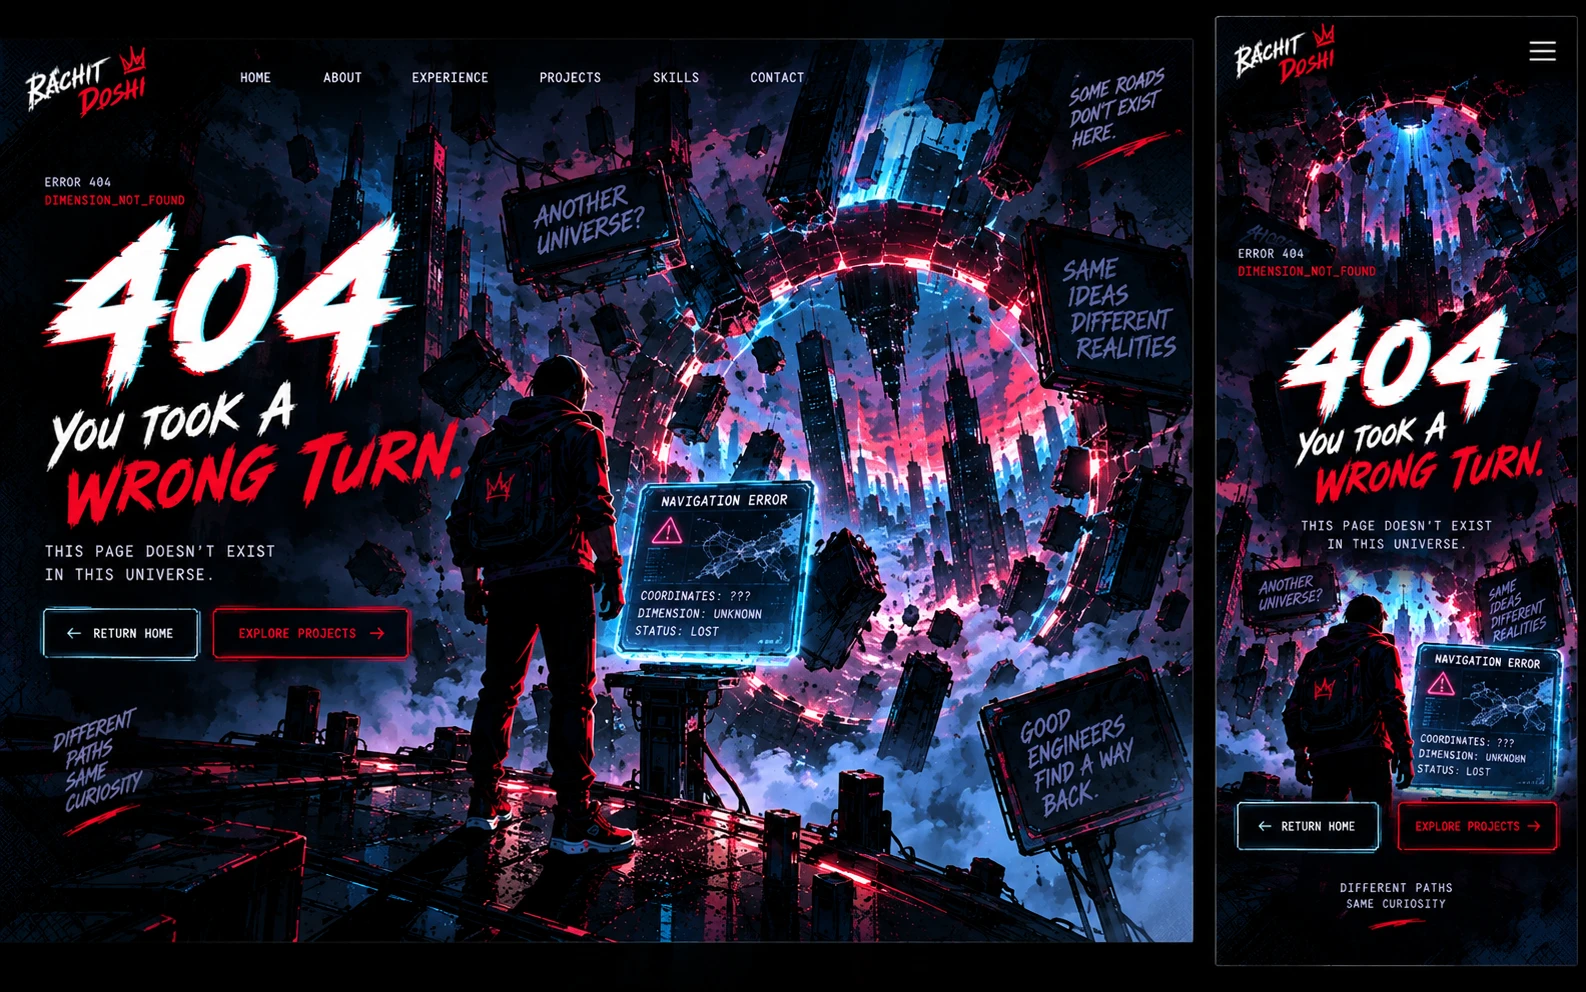 RACHIT
DOSHI
HOME
ABOUT
EXPERIENCE
PROJECTS
SKILLS
CONTACT
SOME ROADS
DON'T EXIST
HERE.
ERROR 404
DIMENSION_NOT_FOUND
404
YOU TOOK A
WRONG TURN.
THIS PAGE DOESN'T EXIST
IN THIS UNIVERSE.
← RETURN HOME
EXPLORE PROJECTS →
ANOTHER
UNIVERSE?
SAME
IDEAS
DIFFERENT
REALITIES
NAVIGATION ERROR
!
COORDINATES: ???
DIMENSION: UNKNOWN
STATUS: LOST
DIFFERENT
PATHS
SAME
CURIOSITY
GOOD
ENGINEERS
FIND A WAY
BACK.
RACHIT
DOSHI
ERROR 404
DIMENSION_NOT_FOUND
404
YOU TOOK A
WRONG TURN.
THIS PAGE DOESN'T EXIST
IN THIS UNIVERSE.
ANOTHER
UNIVERSE?
SAME
IDEAS
DIFFERENT
REALITIES
NAVIGATION ERROR
!
COORDINATES: ???
DIMENSION: UNKNOWN
STATUS: LOST
← RETURN HOME
EXPLORE PROJECTS →
DIFFERENT PATHS
SAME CURIOSITY